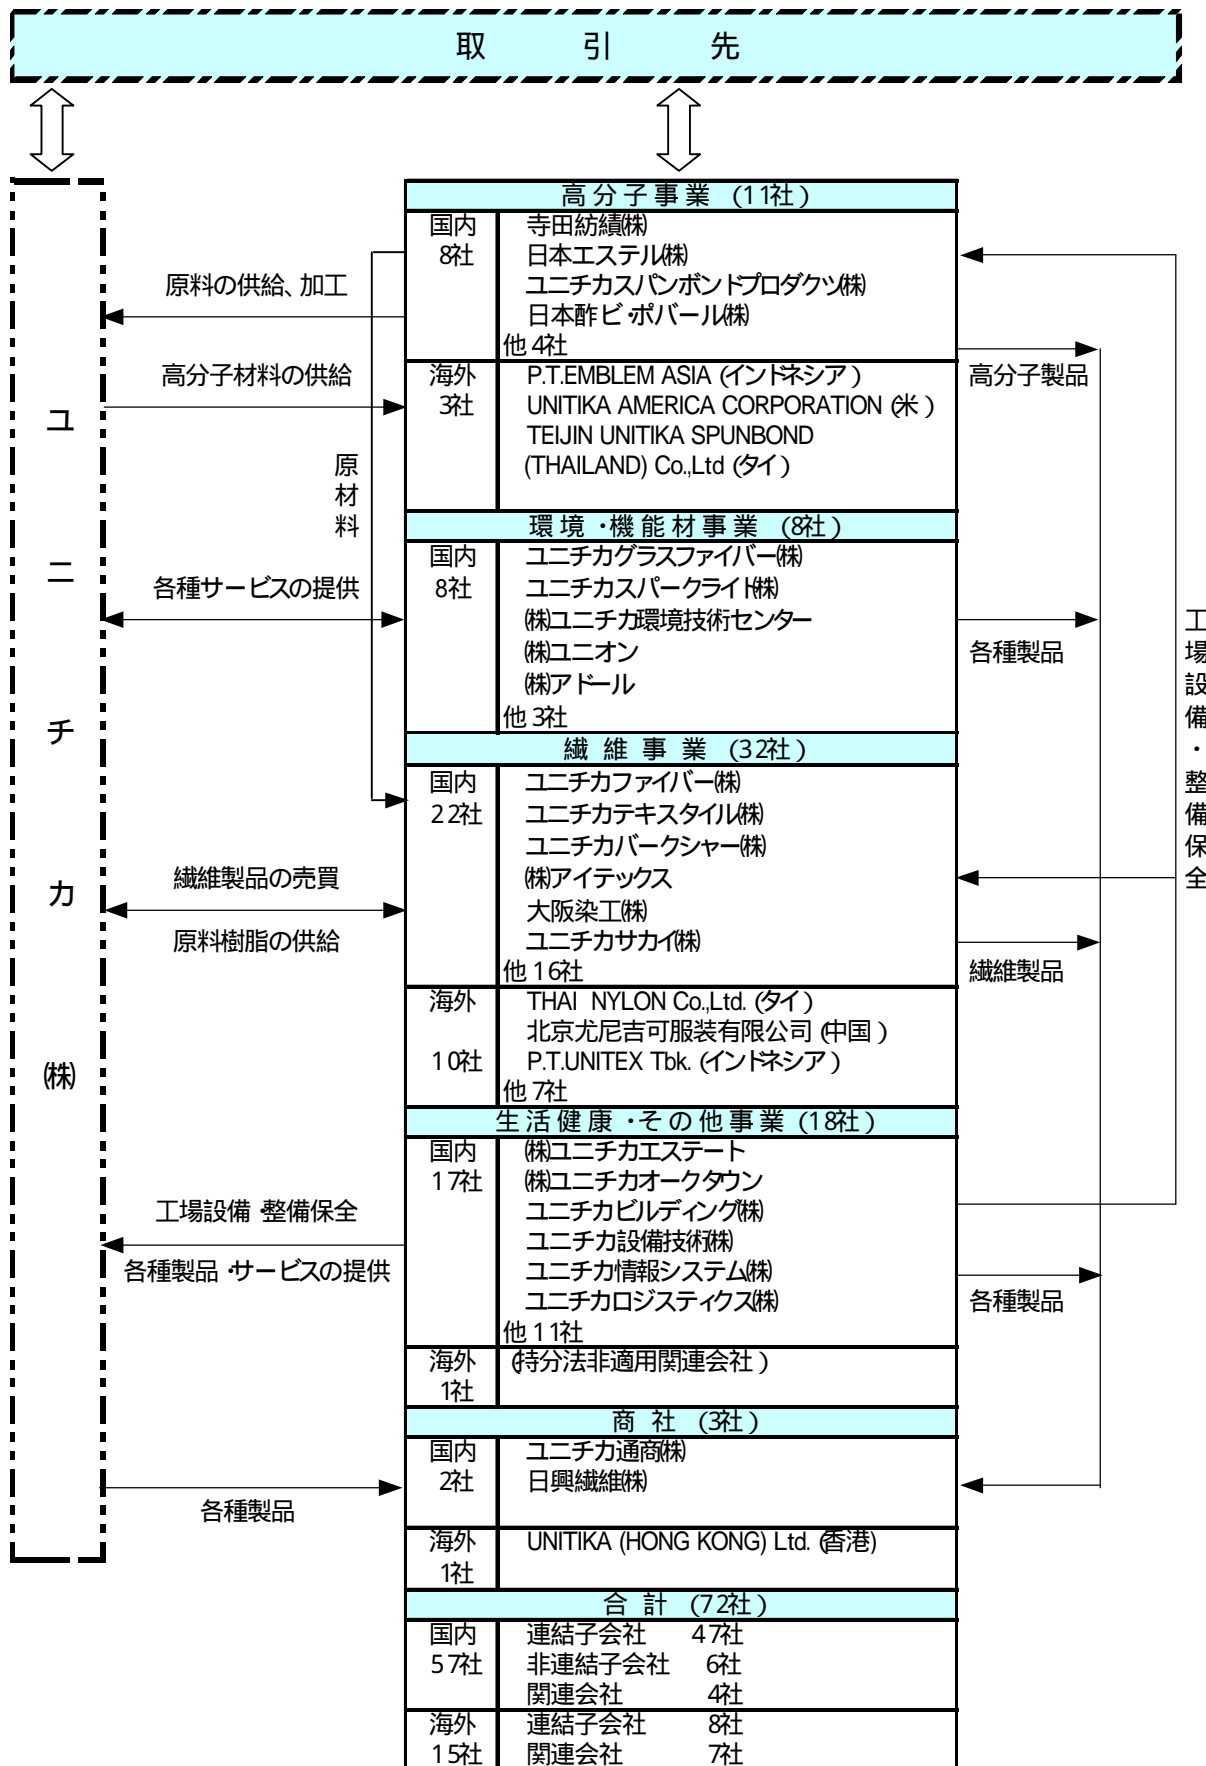 取 引 先
ユニチカ㈱
高分子事業 (11社)
国内 8社
寺田紡績㈱
日本エステル㈱
ユニチカスパンボンドプロダクツ㈱
日本酢ビ・ポバール㈱
他 4社
海外 3社
P.T.EMBLEM ASIA (インドネシア)
UNITIKA AMERICA CORPORATION (米)
TEIJIN UNITIKA SPUNBOND
(THAILAND) Co.,Ltd (タイ)
環境・機能材事業 (8社)
国内 8社
ユニチカグラスファイバー㈱
ユニチカスパークライト㈱
㈱ユニチカ環境技術センター
㈱ユニオン
㈱アドール
他 3社
繊維事業 (32社)
国内 22社
ユニチカファイバー㈱
ユニチカテキスタイル㈱
ユニチカバークシャー㈱
㈱アイテックス
大阪染工㈱
ユニチカサカイ㈱
他 16社
海外 10社
THAI NYLON Co.,Ltd. (タイ)
北京尤尼吉可服装有限公司 (中国)
P.T.UNITEX Tbk. (インドネシア)
他 7社
生活健康・その他事業 (18社)
国内 17社
㈱ユニチカエステート
㈱ユニチカオークタウン
ユニチカビルディング㈱
ユニチカ設備技術㈱
ユニチカ情報システム㈱
ユニチカロジスティクス㈱
他 11社
海外 1社
(持分法非適用関連会社)
商社 (3社)
国内 2社
ユニチカ通商㈱
日興繊維㈱
海外 1社
UNITIKA (HONG KONG) Ltd. (香港)
合計 (72社)
国内 57社
連結子会社 47社
非連結子会社 6社
関連会社 4社
海外 15社
連結子会社 8社
関連会社 7社
原料の供給、加工
高分子材料の供給
原材料
各種サービスの提供
繊維製品の売買
原料樹脂の供給
工場設備・整備保全
各種製品・サービスの提供
各種製品
高分子製品
各種製品
繊維製品
各種製品
工場設備・整備保全